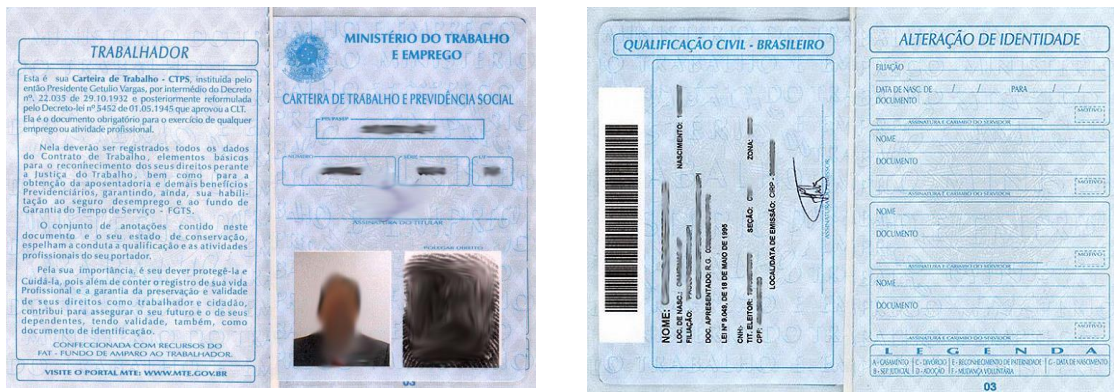 TRABALHADOR
Esta é sua Carteira de Trabalho - CTPS, instituída pelo
então Presidente Getulio Vargas, por intermédio do Decreto
nº. 22.035 de 29.10.1932 e posteriormente reformulada
pelo Decreto-lei nº 5452 de 01.05.1945 que aprovou a CLT.
Ela é o documento obrigatório para o exercício de qualquer
emprego ou atividade profissional.
Nela deverão ser registrados todos os dados
do Contrato de Trabalho, elementos básicos
para o reconhecimento dos seus direitos perante
a Justiça do Trabalho, bem como para a
obtenção da aposentadoria e demais benefícios
Previdenciários, garantindo, ainda, sua habili-
tação ao seguro desemprego e ao fundo de
Garantia do Tempo de Serviço - FGTS.
O conjunto de anotações contido neste
documento e o seu estado de conservação,
espelham a conduta a qualificação e as atividades
profissionais do seu portador.
Pela sua importância, é seu dever protegê-la e
Cuidá-la, pois além de conter o registro de sua vida
Profissional e a garantia da preservação e validade
de seus direitos como trabalhador e cidadão,
contribui para assegurar o seu futuro e o de seus
dependentes, tendo validade, também, como
documento de identificação.
CONFECCIONADA COM RECURSOS DO
FAT - FUNDO DE AMPARO AO TRABALHADOR.
VISITE O PORTAL MTE: WWW.MTE.GOV.BR
MINISTÉRIO DO TRABALHO
E EMPREGO
CARTEIRA DE TRABALHO E PREVIDÊNCIA SOCIAL
PIS/PASEP
NÚMERO
SÉRIE
UF
ASSINATURA DO TITULAR
POLEGAR DIREITO
03
QUALIFICAÇÃO CIVIL - BRASILEIRO
NOME:
LOC. DE NASC.:
NASCIMENTO:
FILIAÇÃO:
DOC. APRESENTADO: R.G.
LEI Nº 9.049, DE 18 DE MAIO DE 1995
CNH:
TIT. ELEITOR:
SEÇÃO:
ZONA:
CPF:
LOCAL/DATA DE EMISSÃO:
ALTERAÇÃO DE IDENTIDADE
FILIAÇÃO
DATA DE NASC. DE / / PARA / /
DOCUMENTO
MOTIVO
ASSINATURA E CARIMBO DO SERVIDOR
NOME
DOCUMENTO
MOTIVO
ASSINATURA E CARIMBO DO SERVIDOR
NOME
DOCUMENTO
MOTIVO
ASSINATURA E CARIMBO DO SERVIDOR
NOME
DOCUMENTO
MOTIVO
ASSINATURA E CARIMBO DO SERVIDOR
LEGENDA
A - CASAMENTO C - DIVÓRCIO E - RECONHECIMENTO DE PATERNIDADE G - DATA DE NASCIMENTO
B - SEP. JUDICIAL D - ADOÇÃO F - MUDANÇA VOLUNTÁRIA
03